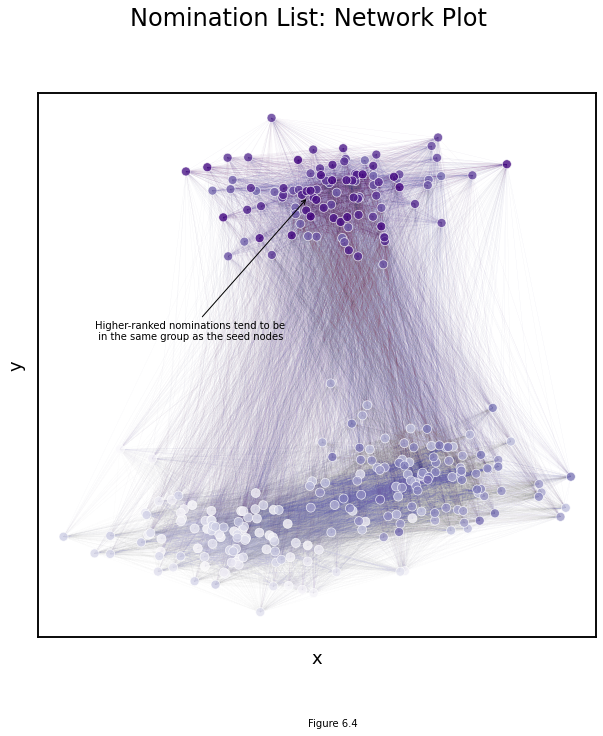 Nomination List: Network Plot
Higher-ranked nominations tend to be
in the same group as the seed nodes
y
x
Figure 6.4